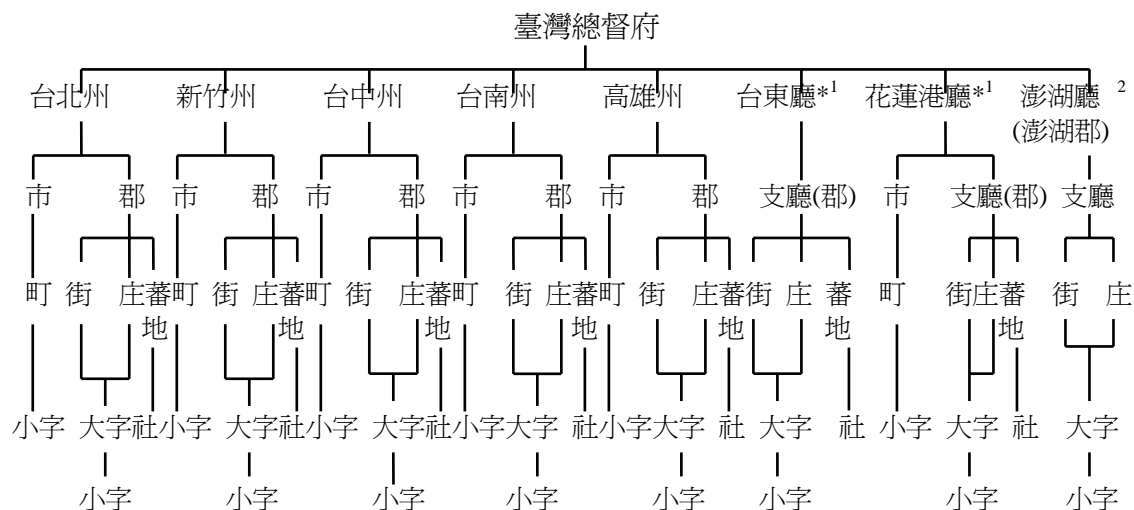 臺灣總督府
台北州 新竹州 台中州 台南州 高雄州 台東廳*1 花蓮港廳*1 澎湖廳 2
(澎湖郡)
市 郡 市 郡 市 郡 市 郡 市 郡 支廳(郡) 市 支廳(郡) 支廳
町 街 庄 蕃地 町 街 庄 蕃地 町 街 庄 蕃地 町 街 庄 蕃地 町 街 庄 蕃地 街 庄 蕃地 町 街 庄 蕃地 街 庄
小字 大字 社 小字 大字 社 小字 大字 社 小字 大字 社 小字 大字 社 大字 社 小字 大字 社 大字
小字 小字 小字 小字 小字 小字 小字 小字